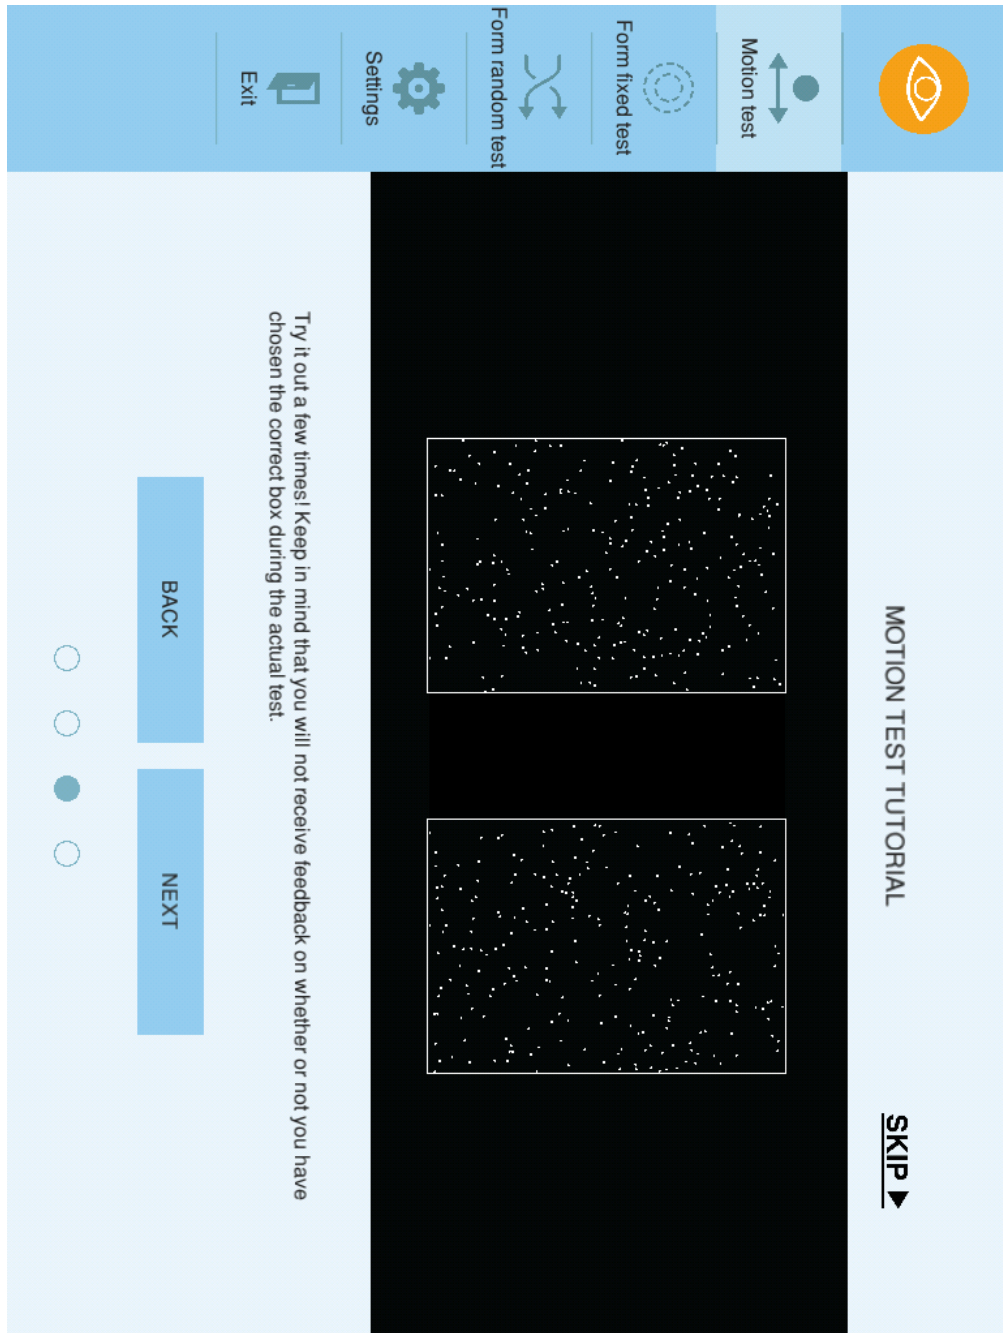 Motion test
Form fixed test
Form random test
Settings
Exit
MOTION TEST TUTORIAL
SKIP
Try it out a few times! Keep in mind that you will not receive feedback on whether or not you have
chosen the correct box during the actual test.
BACK
NEXT